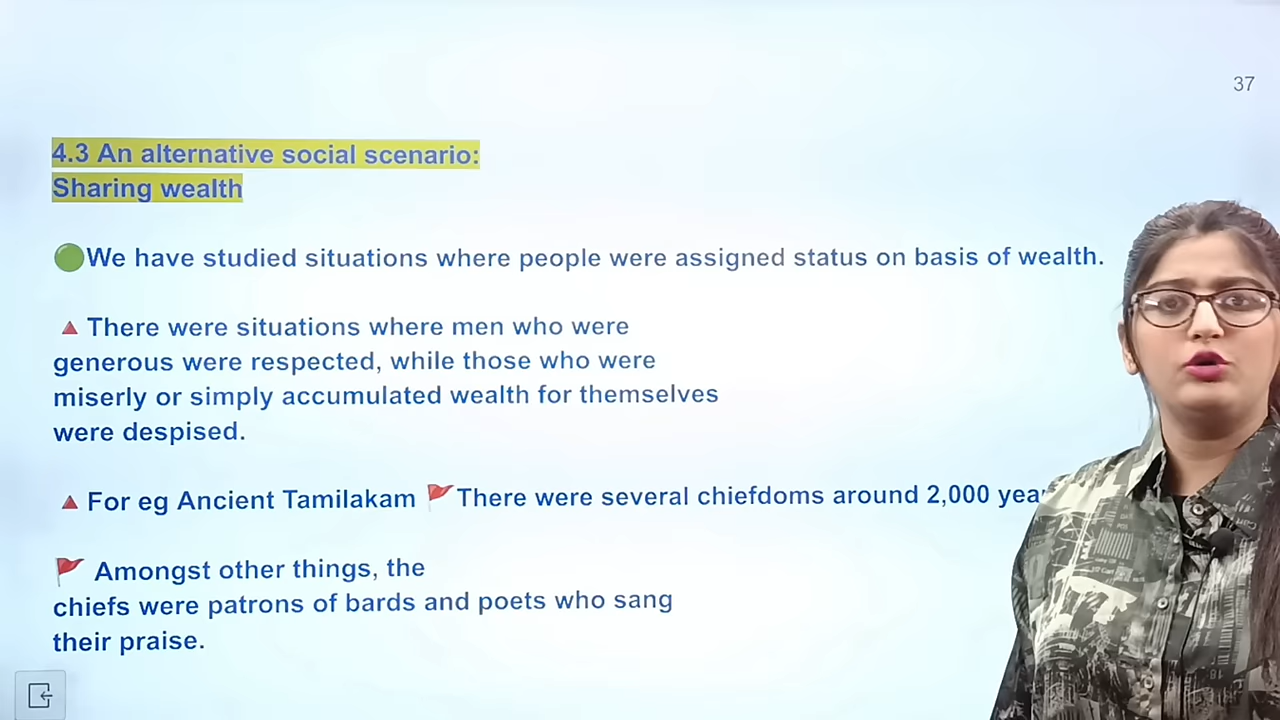 37
4.3 An alternative social scenario:
Sharing wealth
We have studied situations where people were assigned status on basis of wealth.
There were situations where men who were
generous were respected, while those who were
miserly or simply accumulated wealth for themselves
were despised.
For eg Ancient Tamilakam There were several chiefdoms around 2,000
Amongst other things, the
chiefs were patrons of bards and poets who sang
their praise.